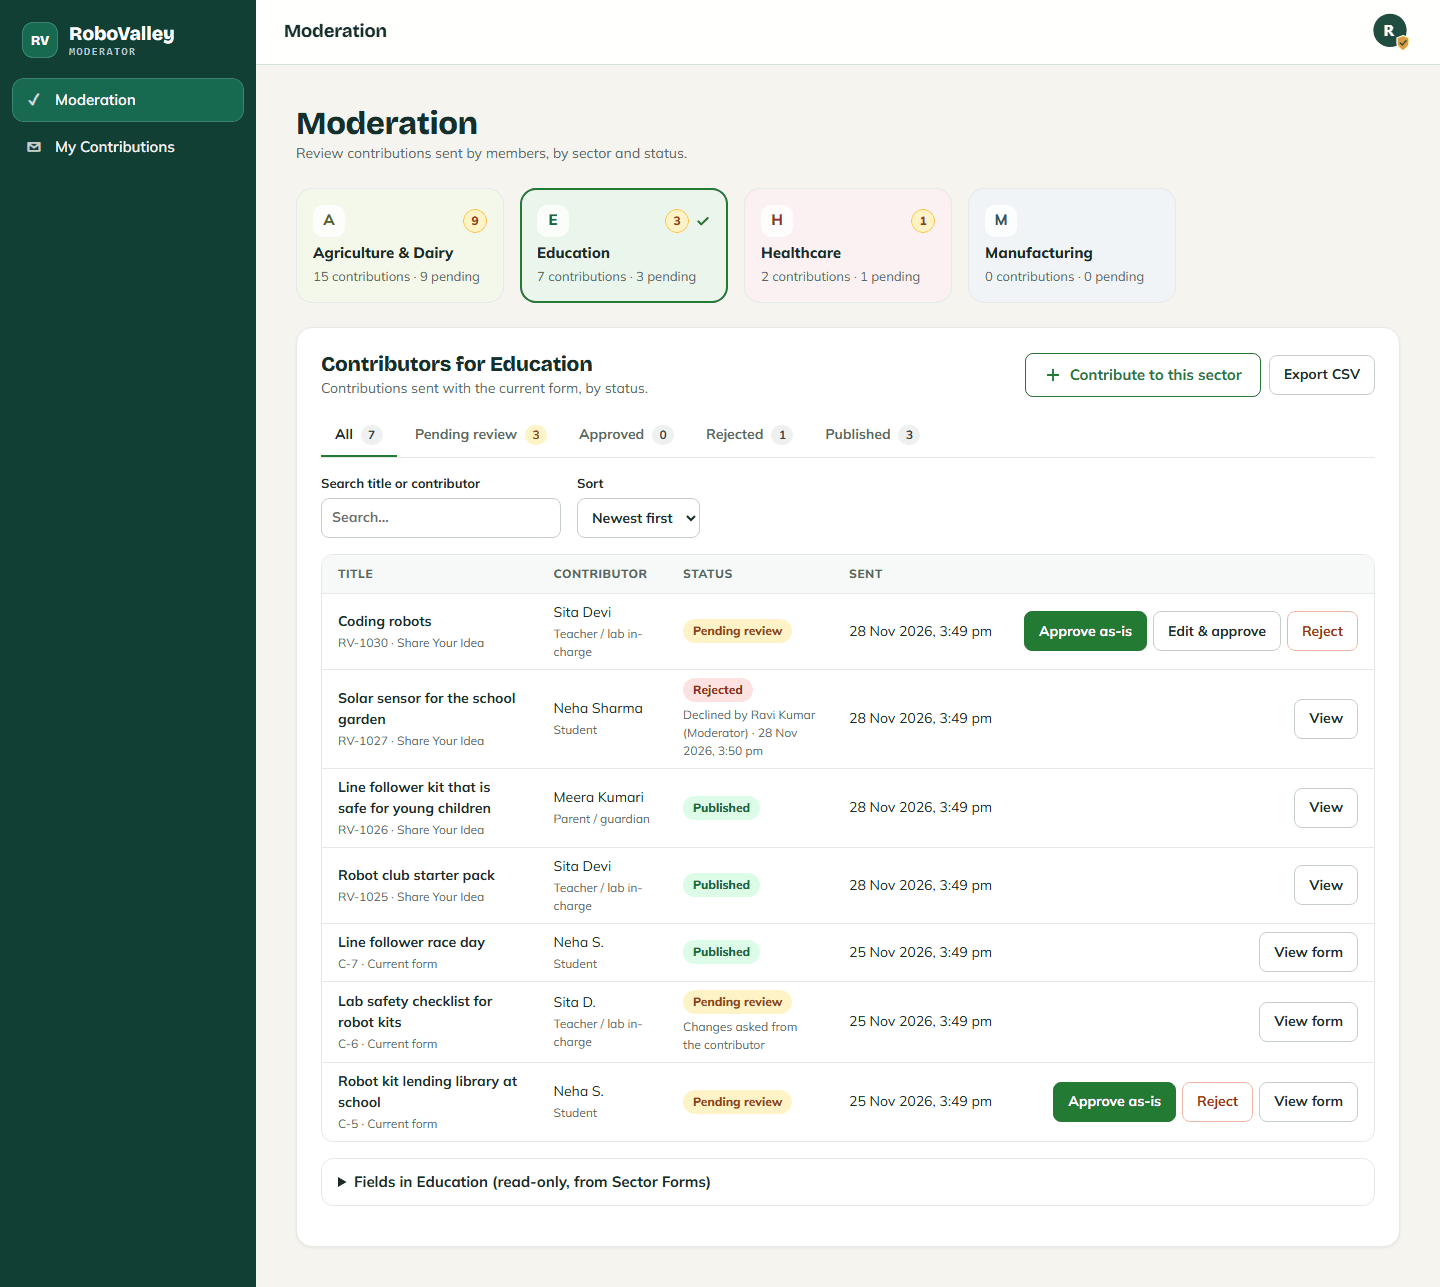 RV
RoboValley
MODERATOR
Moderation
My Contributions
Moderation
R
Moderation
Review contributions sent by members, by sector and status.
A
9
Agriculture & Dairy
15 contributions · 9 pending
E
3
Education
7 contributions · 3 pending
H
1
Healthcare
2 contributions · 1 pending
M
Manufacturing
0 contributions · 0 pending
Contributors for Education
Contributions sent with the current form, by status.
+ Contribute to this sector
Export CSV
All 7
Pending review 3
Approved 0
Rejected 1
Published 3
Search title or contributor
Search...
Sort
Newest first
TITLE
CONTRIBUTOR
STATUS
SENT
Coding robots
RV-1030 · Share Your Idea
Sita Devi
Teacher / lab in-
charge
Pending review
28 Nov 2026, 3:49 pm
Approve as-is
Edit & approve
Reject
Solar sensor for the school
garden
RV-1027 · Share Your Idea
Neha Sharma
Student
Rejected
Declined by Ravi Kumar
(Moderator) · 28 Nov
2026, 3:50 pm
28 Nov 2026, 3:49 pm
View
Line follower kit that is
safe for young children
RV-1026 · Share Your Idea
Meera Kumari
Parent / guardian
Published
28 Nov 2026, 3:49 pm
View
Robot club starter pack
RV-1025 · Share Your Idea
Sita Devi
Teacher / lab in-
charge
Published
28 Nov 2026, 3:49 pm
View
Line follower race day
C-7 · Current form
Neha S.
Student
Published
25 Nov 2026, 3:49 pm
View form
Lab safety checklist for
robot kits
C-6 · Current form
Sita D.
Teacher / lab in-
charge
Pending review
Changes asked from
the contributor
25 Nov 2026, 3:49 pm
View form
Robot kit lending library at
school
C-5 · Current form
Neha S.
Student
Pending review
25 Nov 2026, 3:49 pm
Approve as-is
Reject
View form
Fields in Education (read-only, from Sector Forms)